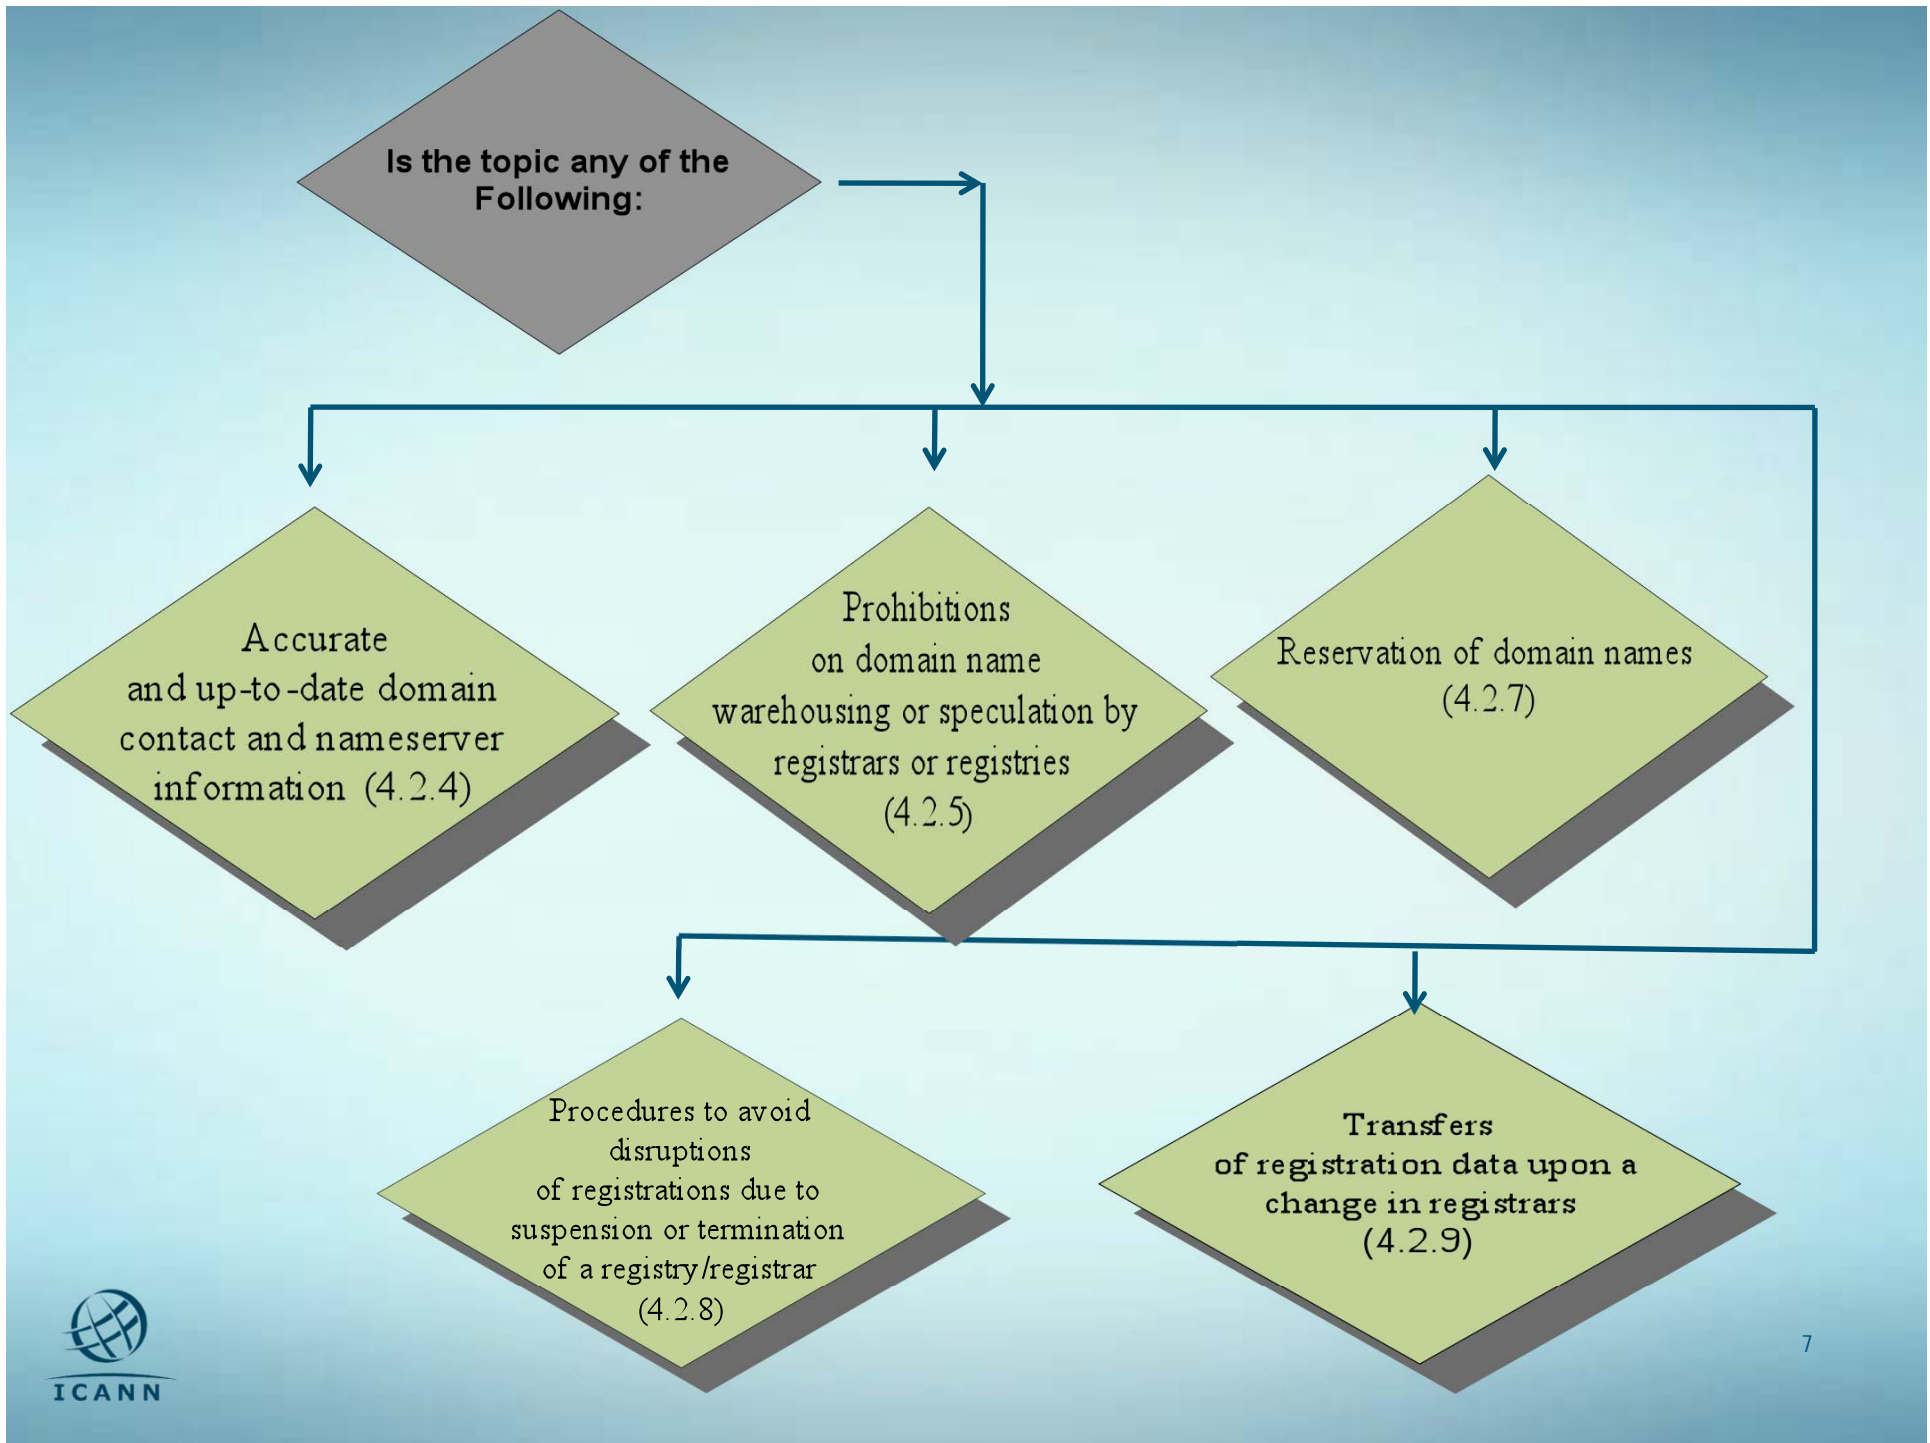 Is the topic any of the
Following:
Accurate
and up-to-date domain
contact and nameserver
information (4.2.4)
Prohibitions
on domain name
warehousing or speculation by
registrars or registries
(4.2.5)
Reservation of domain names
(4.2.7)
Procedures to avoid
disruptions
of registrations due to
suspension or termination
of a registry/registrar
(4.2.8)
Transfers
of registration data upon a
change in registrars
(4.2.9)
ICANN
7